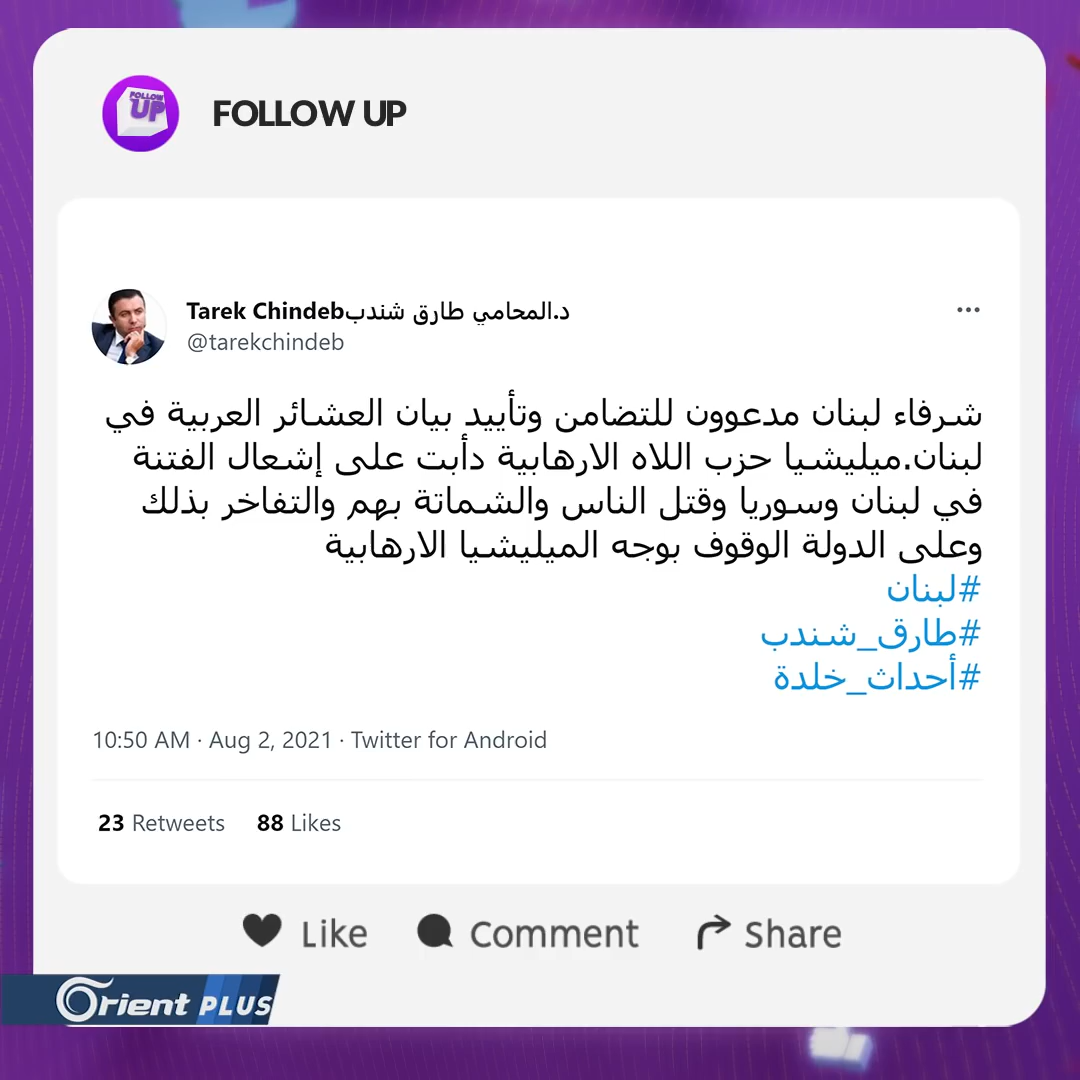 FOLLOW UP
FOLLOW UP
Tarek Chindebد.المحامي طارق شندب
@tarekchindeb
شرفاء لبنان مدعوون للتضامن وتأييد بيان العشائر العربية في
لبنان.ميليشيا حزب اللاه الارهابية دأبت على إشعال الفتنة
في لبنان وسوريا وقتل الناس والشماتة بهم والتفاخر بذلك
وعلى الدولة الوقوف بوجه الميليشيا الارهابية
#لبنان
#طارق_شندب
#أحداث_خلدة
10:50 AM · Aug 2, 2021 · Twitter for Android
23 Retweets 88 Likes
Like Comment Share
Orient PLUS